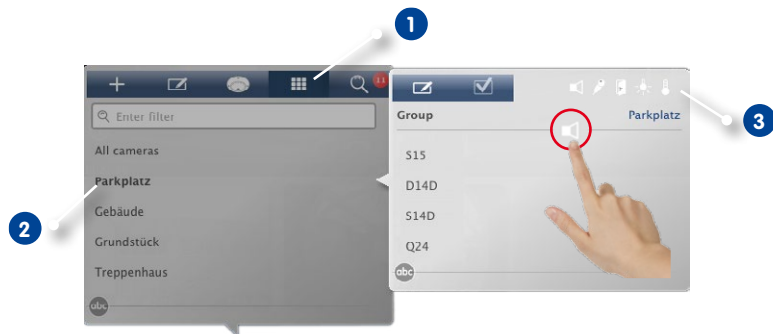 1
11
Enter filter
All cameras
Parkplatz
Gebäude
Grundstück
Treppenhaus
abc
2
Group Parkplatz
S15
D14D
S14D
Q24
abc
3